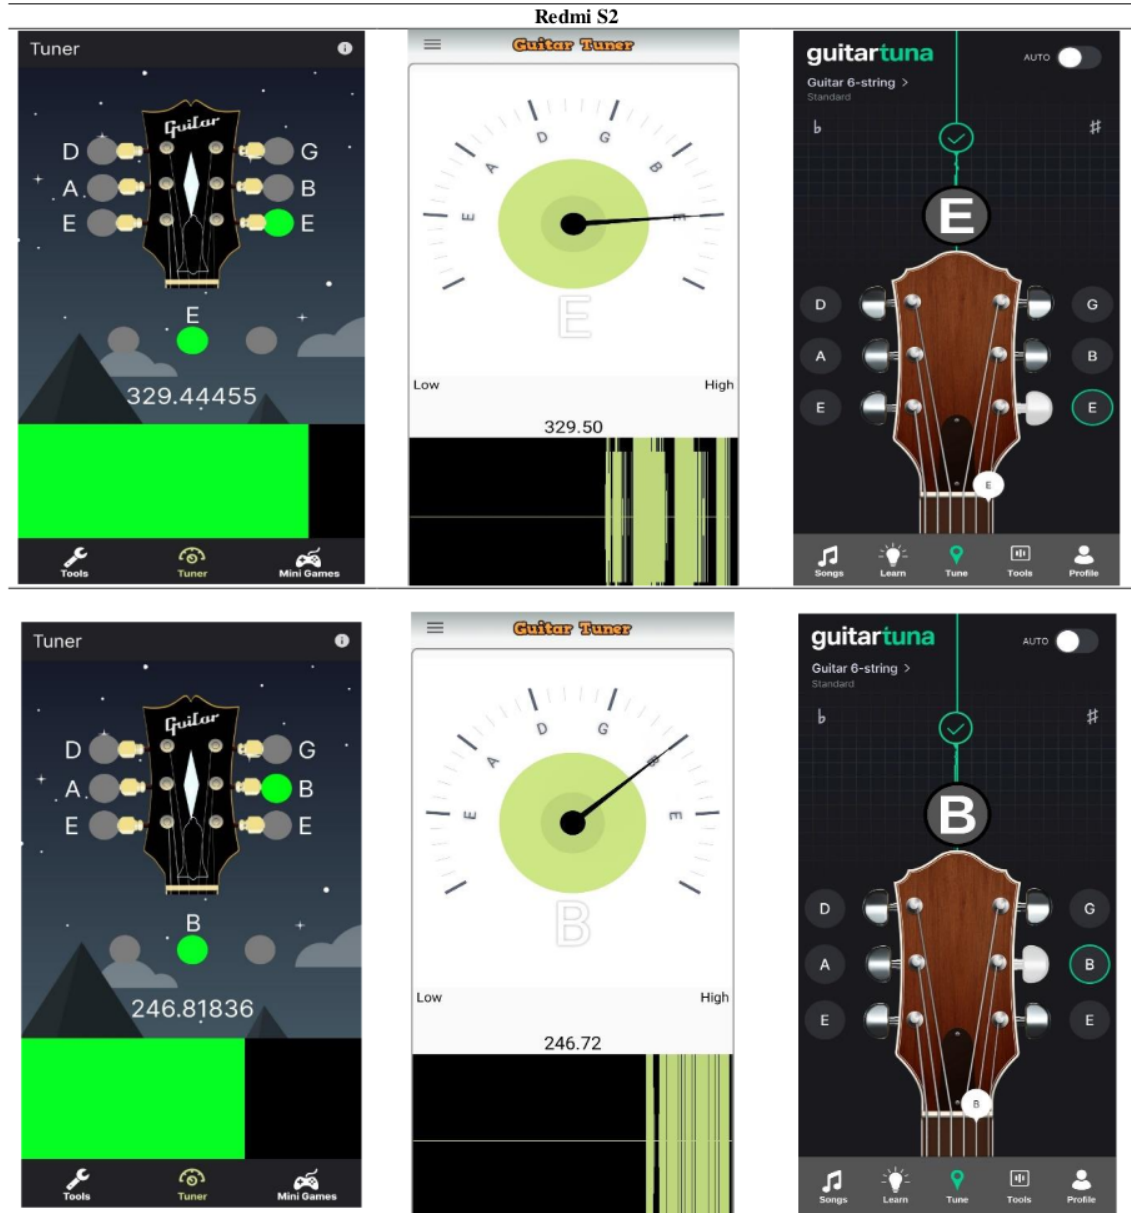 Redmi S2
Tuner
i
Guitar
D G
A B
E E
E
329.44455
Tools Tuner Mini Games
Guitar Tuner
E A D G B E
E
Low High
329.50
guitartuna
AUTO
Guitar 6-string >
Standard
♭ ♯
E
D G
A B
E E
E
Songs Learn Tune Tools Profile
Tuner
i
Guitar
D G
A B
E E
B
246.81836
Tools Tuner Mini Games
Guitar Tuner
E A D G B E
B
Low High
246.72
guitartuna
AUTO
Guitar 6-string >
Standard
♭ ♯
B
D G
A B
E E
B
Songs Learn Tune Tools Profile